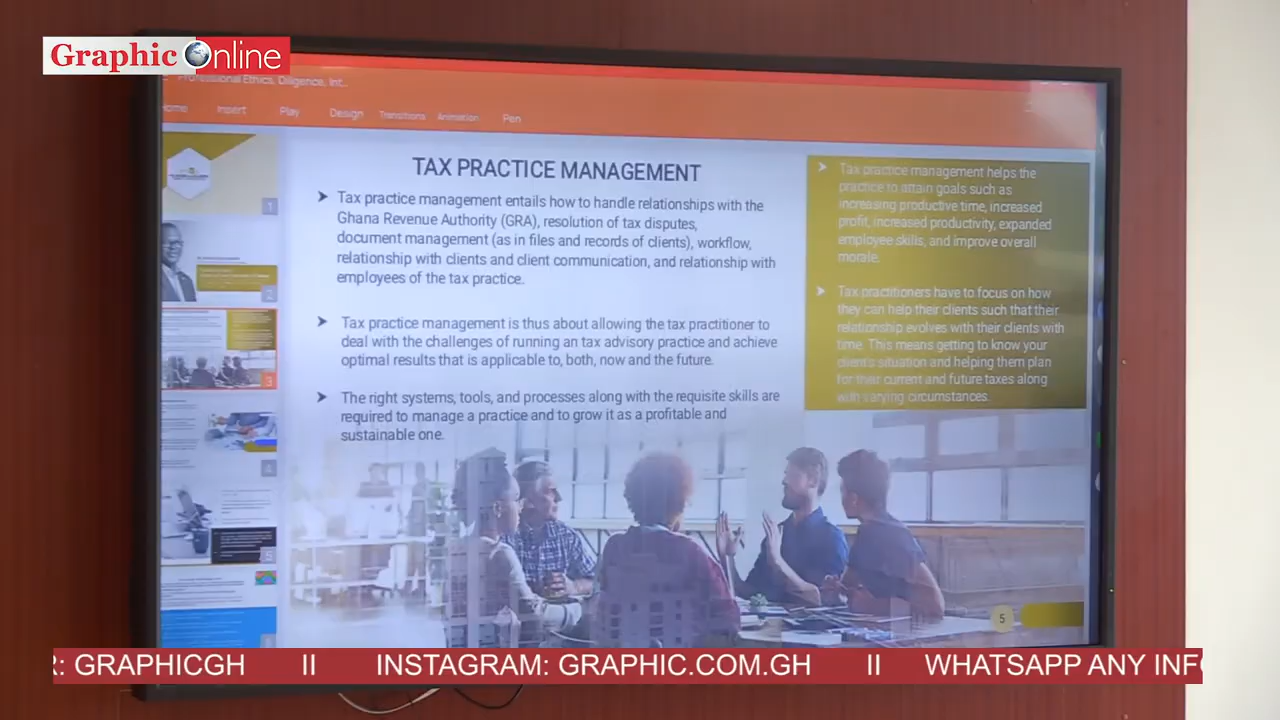 Graphic Online
Professional Ethics, Diligence, Int..
Home Insert Play Design Transitions Animation Pen
TAX PRACTICE MANAGEMENT
➤ Tax practice management entails how to handle relationships with the
Ghana Revenue Authority (GRA), resolution of tax disputes,
document management (as in files and records of clients), workflow,
relationship with clients and client communication, and relationship with
employees of the tax practice.
➤ Tax practice management is thus about allowing the tax practitioner to
deal with the challenges of running an tax advisory practice and achieve
optimal results that is applicable to, both, now and the future.
➤ The right systems, tools, and processes along with the requisite skills are
required to manage a practice and to grow it as a profitable and
sustainable one.
➤ Tax practice management helps the
practice to attain goals such as
increasing productive time, increased
profit, increased productivity, expanded
employee skills, and improve overall
morale.
➤ Tax practitioners have to focus on how
they can help their clients such that their
relationship evolves with their clients with
time. This means getting to know your
client's situation and helping them plan
for their current and future taxes along
with varying circumstances.
1
2
3
4
5
5
R: GRAPHICGH II INSTAGRAM: GRAPHIC.COM.GH II WHATSAPP ANY INFO